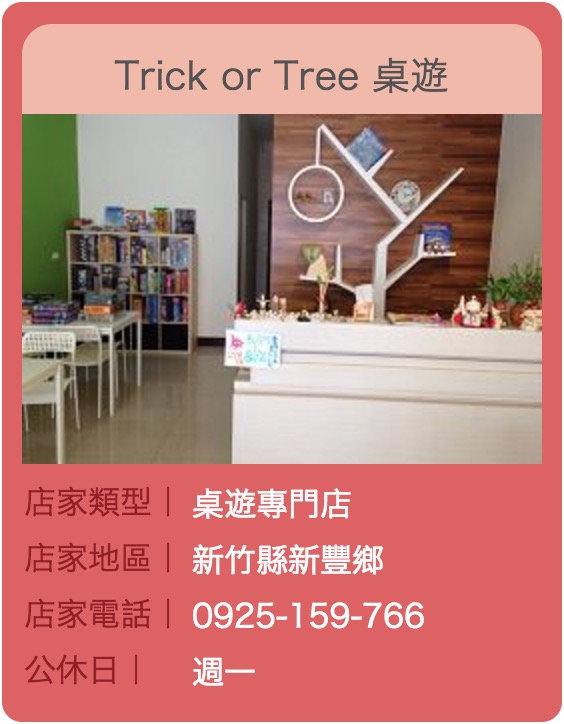 Trick or Tree 桌遊
店家類型｜ 桌遊專門店
店家地區｜ 新竹縣新豐鄉
店家電話｜ 0925-159-766
公休日｜ 週一